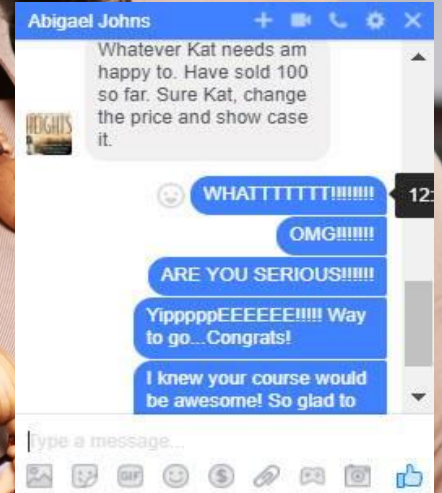 Abigael Johns
Whatever Kat needs am
happy to. Have sold 100
so far. Sure Kat, change
the price and show case
it.
HEIGHTS
WHATTTTTTT!!!!!!!!
12:
OMG!!!!!!!
ARE YOU SERIOUS!!!!!!
YipppppEEEEEE!!!!! Way
to go...Congrats!
I knew your course would
be awesome! So glad to
Type a message...
GIF